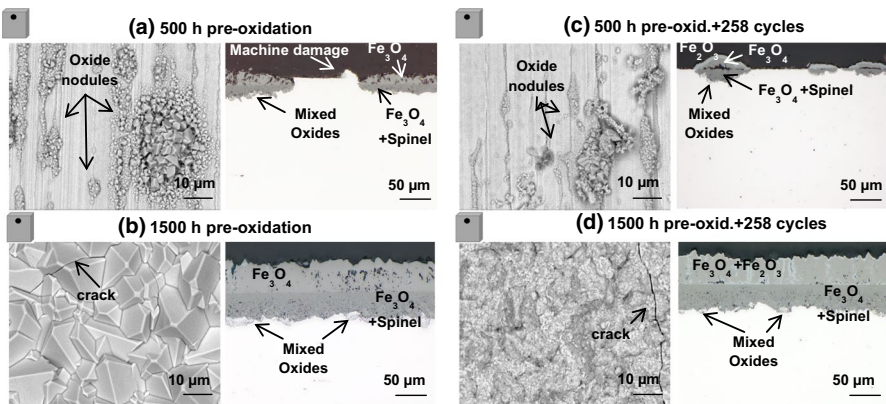 (a) 500 h pre-oxidation
Oxide
nodules
10 µm
Machine damage
Fe₃O₄
Mixed
Oxides
Fe₃O₄
+Spinel
50 µm
(c) 500 h pre-oxid.+258 cycles
Oxide
nodules
10 µm
Fe₂O₃
Fe₃O₄
Fe₃O₄ +Spinel
Mixed
Oxides
50 µm
(b) 1500 h pre-oxidation
crack
10 µm
Fe₃O₄
Fe₃O₄
+Spinel
Mixed
Oxides
50 µm
(d) 1500 h pre-oxid.+258 cycles
crack
10 µm
Fe₃O₄ +Fe₂O₃
Fe₃O₄
+Spinel
Mixed
Oxides
50 µm